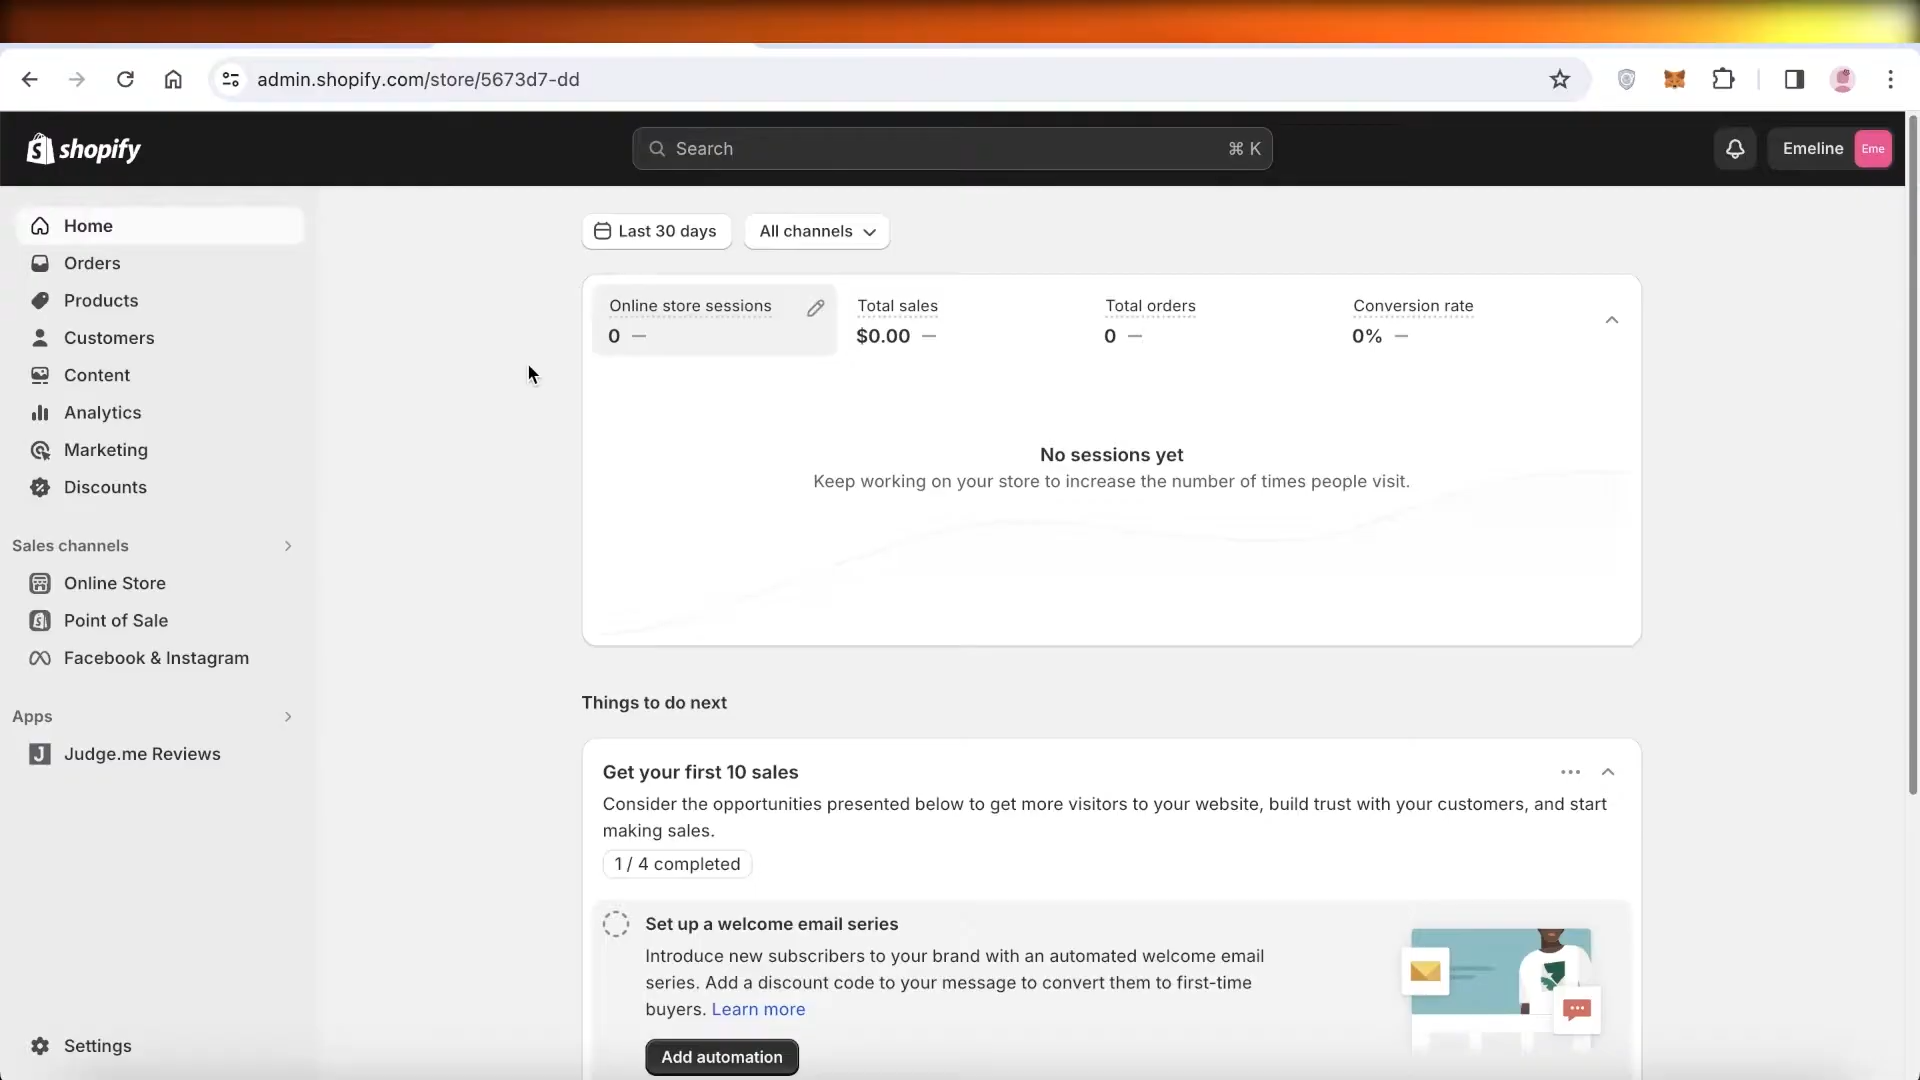 admin.shopify.com/store/5673d7-dd
shopify
Search
⌘ K
Emeline
Eme
Home
Orders
Products
Customers
Content
Analytics
Marketing
Discounts
Sales channels
Online Store
Point of Sale
Facebook & Instagram
Apps
Judge.me Reviews
Settings
Last 30 days
All channels
Online store sessions
0 —
Total sales
$0.00 —
Total orders
0 —
Conversion rate
0% —
No sessions yet
Keep working on your store to increase the number of times people visit.
Things to do next
Get your first 10 sales
Consider the opportunities presented below to get more visitors to your website, build trust with your customers, and start
making sales.
1 / 4 completed
Set up a welcome email series
Introduce new subscribers to your brand with an automated welcome email
series. Add a discount code to your message to convert them to first-time
buyers. Learn more
Add automation